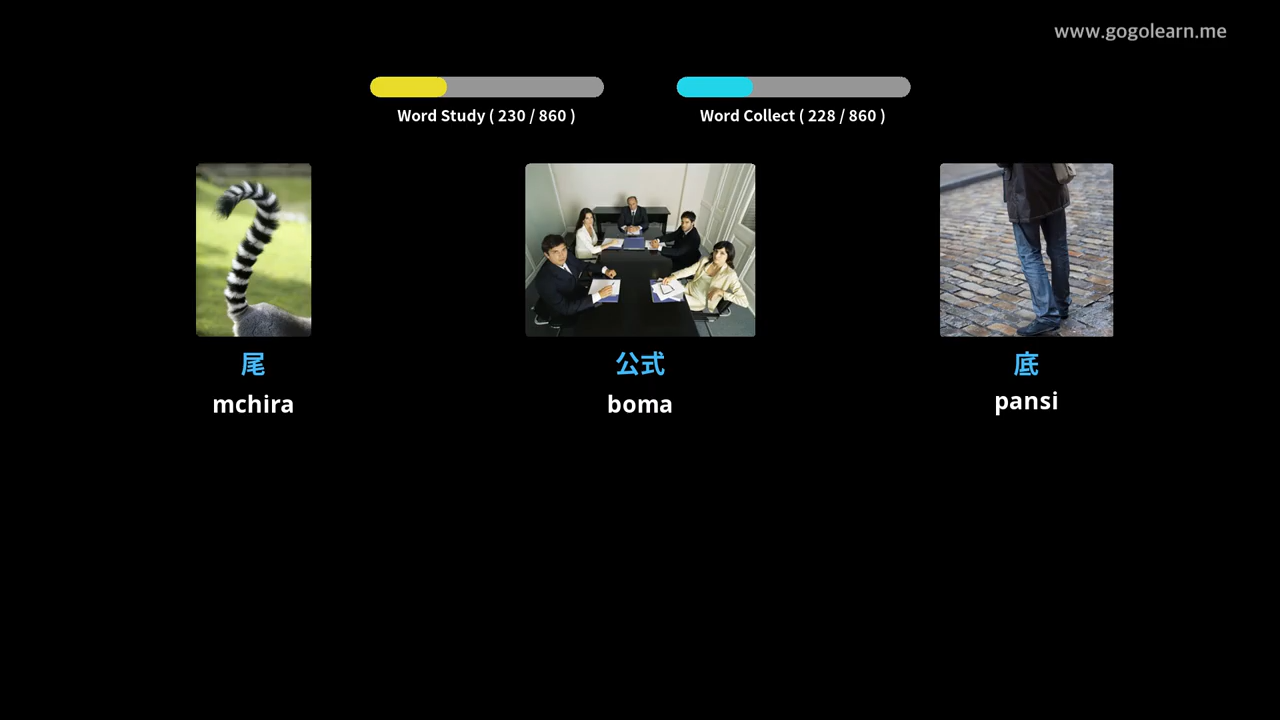 www.gogolearn.me
Word Study ( 230 / 860 )
Word Collect ( 228 / 860 )
尾
公式
底
mchira
boma
pansi